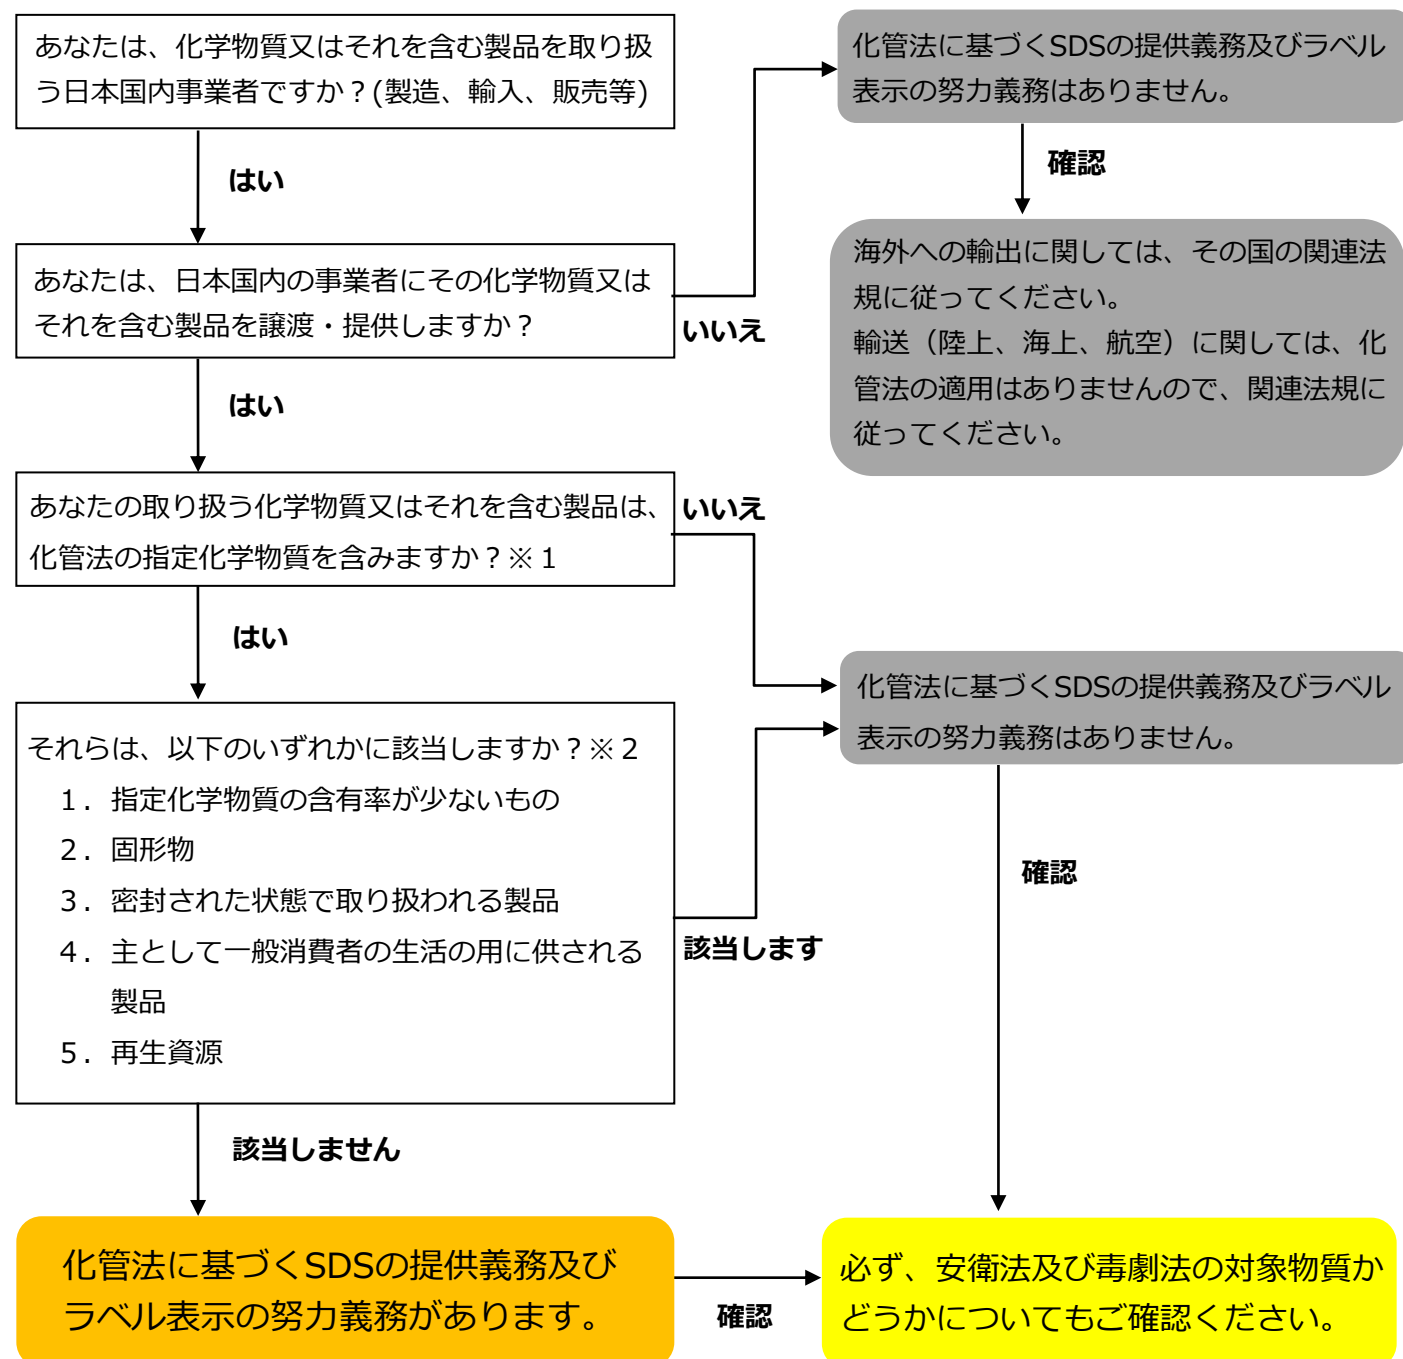 あなたは、化学物質又はそれを含む製品を取り扱
う日本国内事業者ですか？(製造、輸入、販売等)
はい
化管法に基づくSDSの提供義務及びラベル
表示の努力義務はありません。
確認
海外への輸出に関しては、その国の関連法
規に従ってください。
輸送（陸上、海上、航空）に関しては、化
管法の適用はありませんので、関連法規に
従ってください。
あなたは、日本国内の事業者にその化学物質又は
それを含む製品を譲渡・提供しますか？
いいえ
はい
あなたの取り扱う化学物質又はそれを含む製品は、
化管法の指定化学物質を含みますか？※１
いいえ
はい
それらは、以下のいずれかに該当しますか？※２
１．指定化学物質の含有率が少ないもの
２．固形物
３．密封された状態で取り扱われる製品
４．主として一般消費者の生活の用に供される
製品
５．再生資源
該当します
化管法に基づくSDSの提供義務及びラベル
表示の努力義務はありません。
確認
該当しません
化管法に基づくSDSの提供義務及び
ラベル表示の努力義務があります。
確認
必ず、安衛法及び毒劇法の対象物質か
どうかについてもご確認ください。